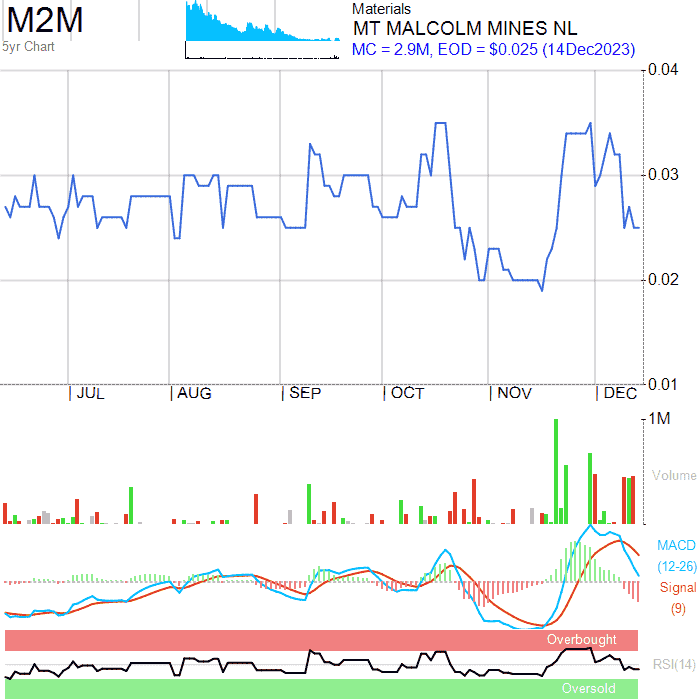 M2M
5yr Chart
Materials
MT MALCOLM MINES NL
MC = 2.9M, EOD = $0.025 (14Dec2023)
0.04
0.03
0.02
0.01
JUL AUG SEP OCT NOV DEC
1M
Volume
MACD
(12-26)
Signal
(9)
Overbought
RSI(14)
Oversold